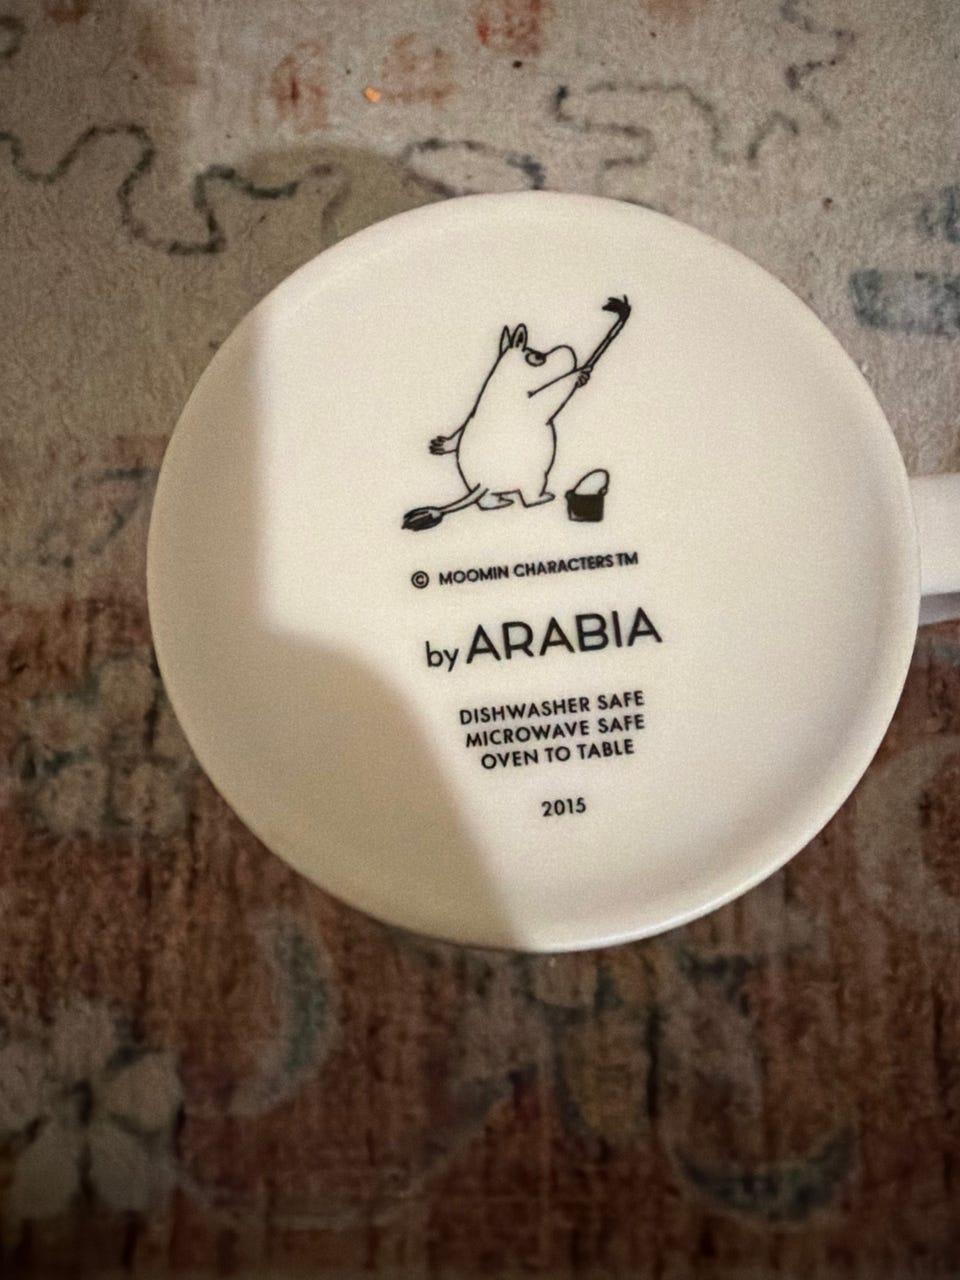 © MOOMIN CHARACTERS TM
by ARABIA
DISHWASHER SAFE
MICROWAVE SAFE
OVEN TO TABLE
2015